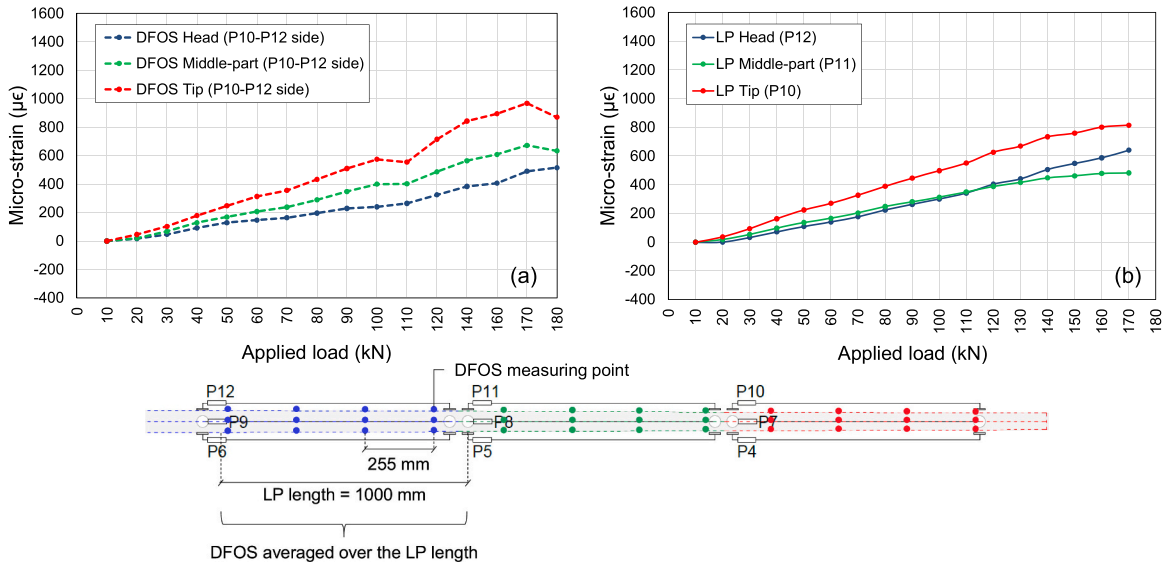 1600
1400
1200
1000
800
600
400
200
0
-200
-400
Micro-strain (µϵ)
DFOS Head (P10-P12 side)
DFOS Middle-part (P10-P12 side)
DFOS Tip (P10-P12 side)
(a)
0 10 20 30 40 50 60 70 80 90 100 110 120 140 160 170 180
Applied load (kN)
1600
1400
1200
1000
800
600
400
200
0
-200
-400
Micro-strain (µϵ)
LP Head (P12)
LP Middle-part (P11)
LP Tip (P10)
(b)
0 10 20 30 40 50 60 70 80 90 100 110 120 130 140 150 160 170 180
Applied load (kN)
DFOS measuring point
P12 P11 P10
P9 P8 P7
P6 P5 P4
255 mm
LP length = 1000 mm
DFOS averaged over the LP length